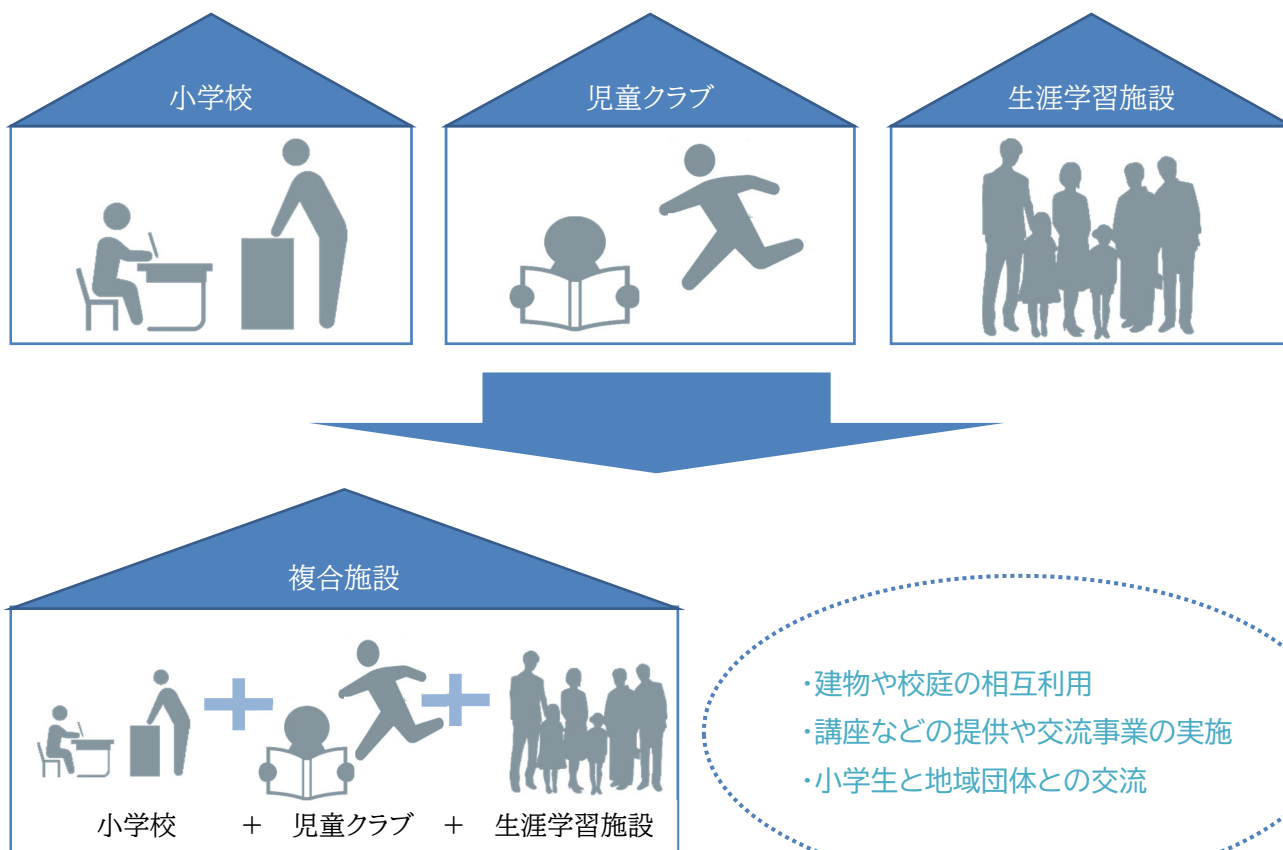 小学校
児童クラブ
生涯学習施設
複合施設
小学校 + 児童クラブ + 生涯学習施設
・建物や校庭の相互利用
・講座などの提供や交流事業の実施
・小学生と地域団体との交流